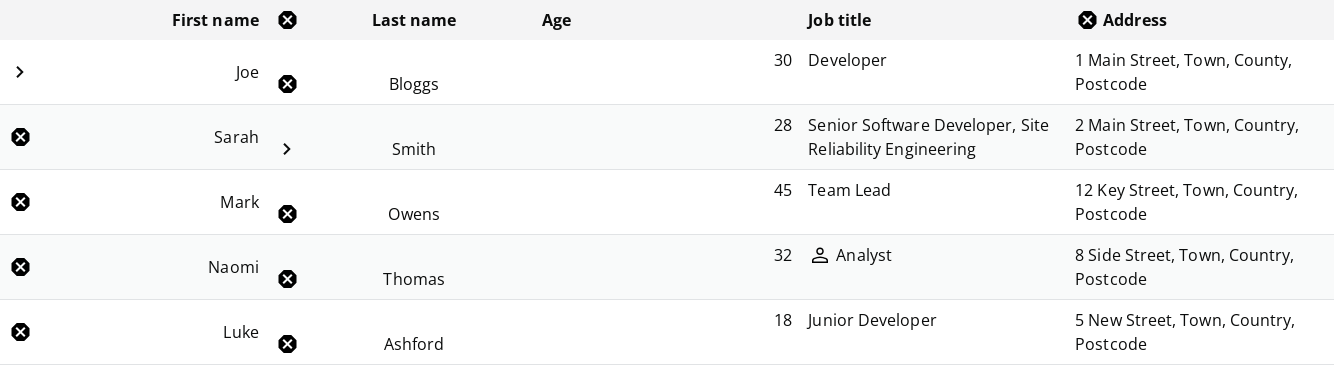 First name Last name Age Job title Address
Joe Bloggs 30 Developer 1 Main Street, Town, County,
Postcode
Sarah Smith 28 Senior Software Developer, Site 2 Main Street, Town, Country,
Reliability Engineering Postcode
Mark Owens 45 Team Lead 12 Key Street, Town, Country,
Postcode
Naomi Thomas 32 Analyst 8 Side Street, Town, Country,
Postcode
Luke Ashford 18 Junior Developer 5 New Street, Town, Country,
Postcode